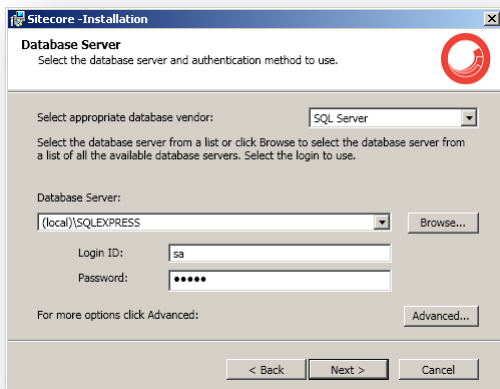 Sitecore -Installation
Database Server
Select the database server and authentication method to use.
Select appropriate database vendor: SQL Server
Select the database server from a list or click Browse to select the database server from
a list of all the available database servers. Select the login to use.
Database Server:
(local)\SQLEXPRESS Browse...
Login ID: sa
Password: •••••
For more options click Advanced: Advanced...
< Back Next > Cancel